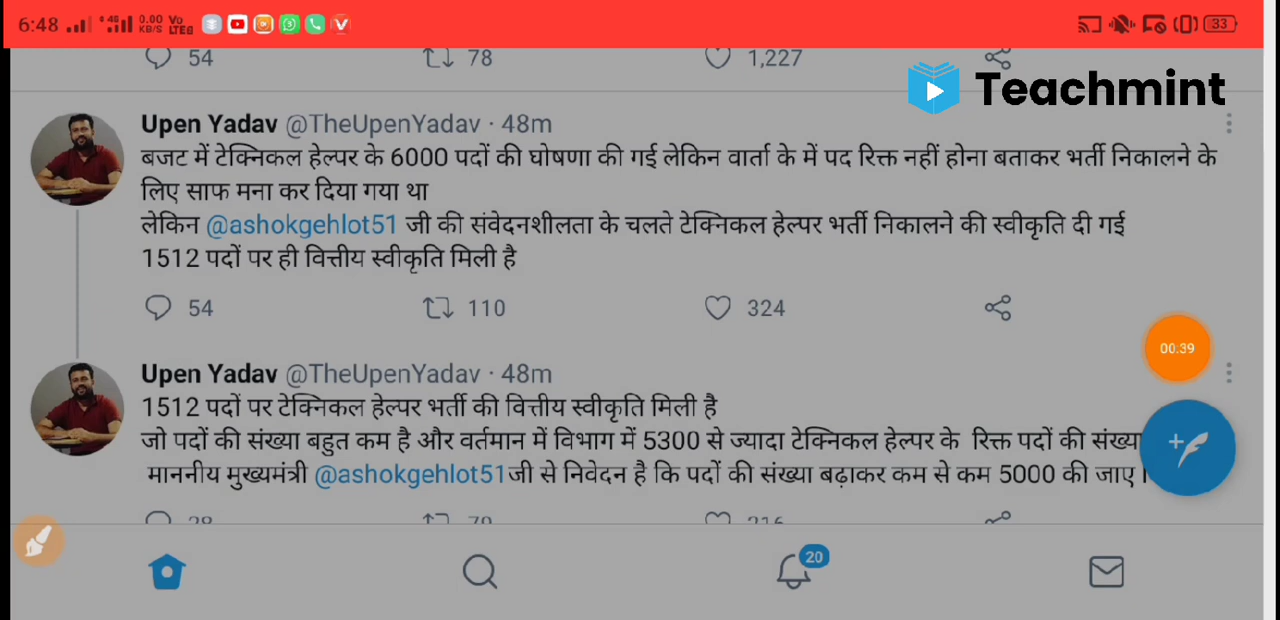 6:48 4G 0.00 KB/S Vo LTE 33
54 78 1,227
Teachmint
Upen Yadav @TheUpenYadav · 48m
बजट में टेक्निकल हेल्पर के 6000 पदों की घोषणा की गई लेकिन वार्ता के में पद रिक्त नहीं होना बताकर भर्ती निकालने के
लिए साफ मना कर दिया गया था
लेकिन @ashokgehlot51 जी की संवेदनशीलता के चलते टेक्निकल हेल्पर भर्ती निकालने की स्वीकृति दी गई
1512 पदों पर ही वित्तीय स्वीकृति मिली है
54 110 324
00:39
Upen Yadav @TheUpenYadav · 48m
1512 पदों पर टेक्निकल हेल्पर भर्ती की वित्तीय स्वीकृति मिली है
जो पदों की संख्या बहुत कम है और वर्तमान में विभाग में 5300 से ज्यादा टेक्निकल हेल्पर के रिक्त पदों की संख्या
माननीय मुख्यमंत्री @ashokgehlot51जी से निवेदन है कि पदों की संख्या बढ़ाकर कम से कम 5000 की जाए
20